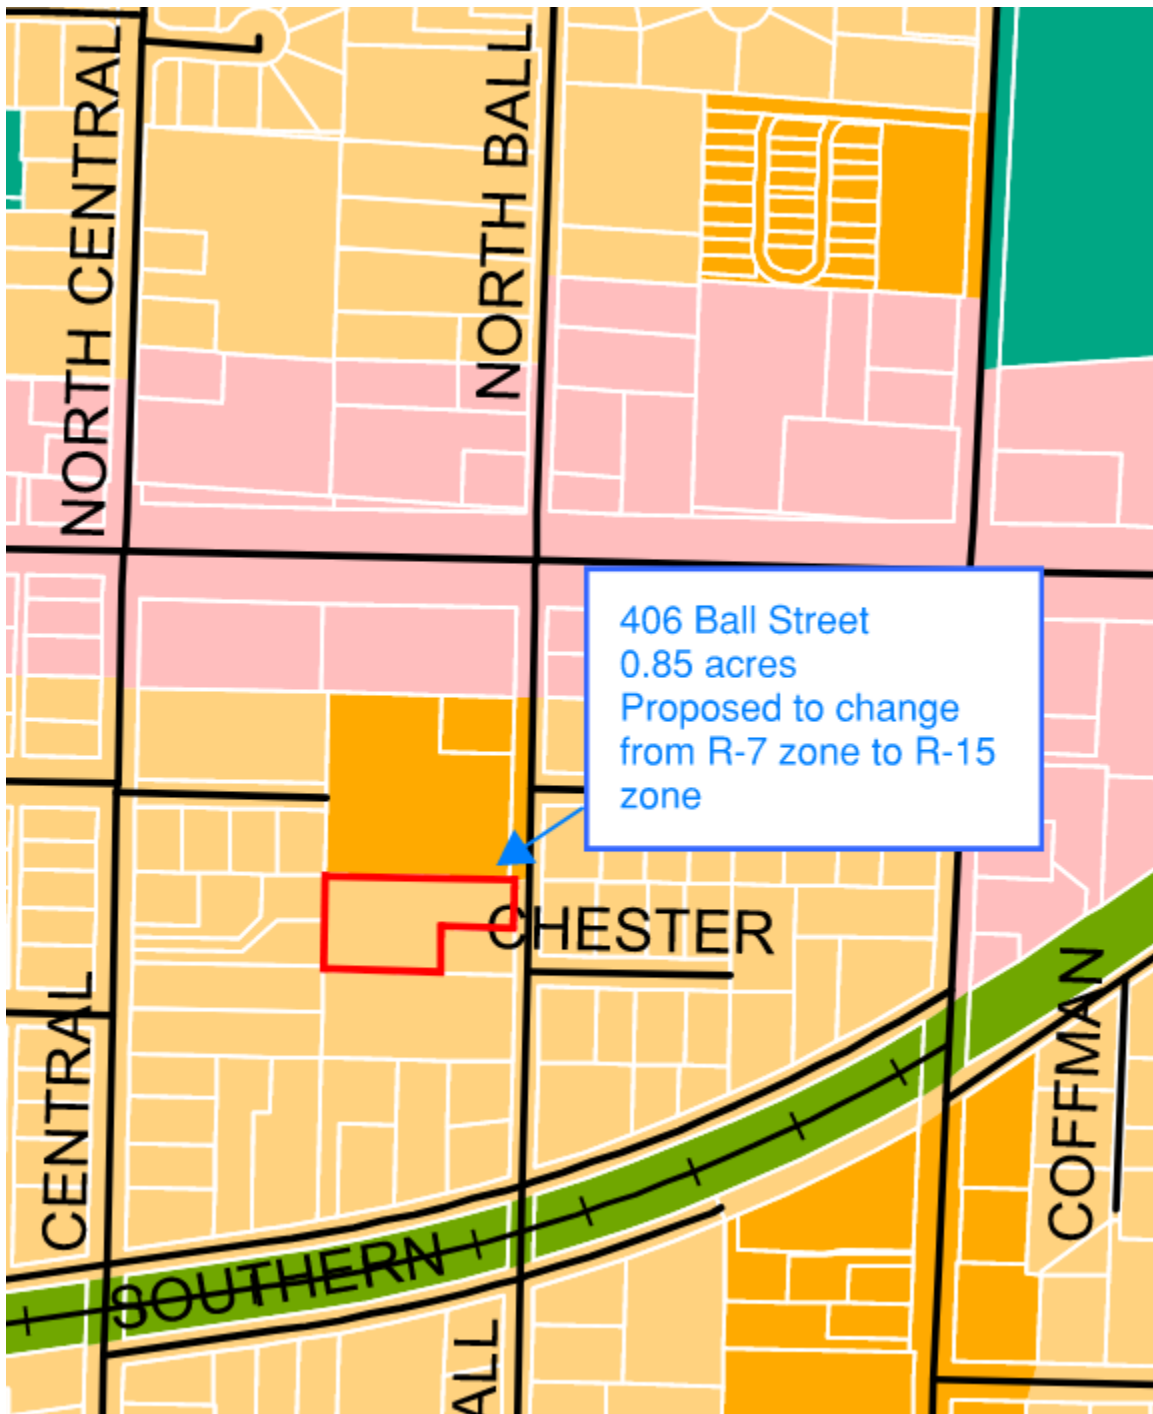 NORTH CENTRAL
NORTH BALL
406 Ball Street
0.85 acres
Proposed to change
from R-7 zone to R-15
zone
CHESTER
CENTRAL
COFFMAN
SOUTHERN
ALL